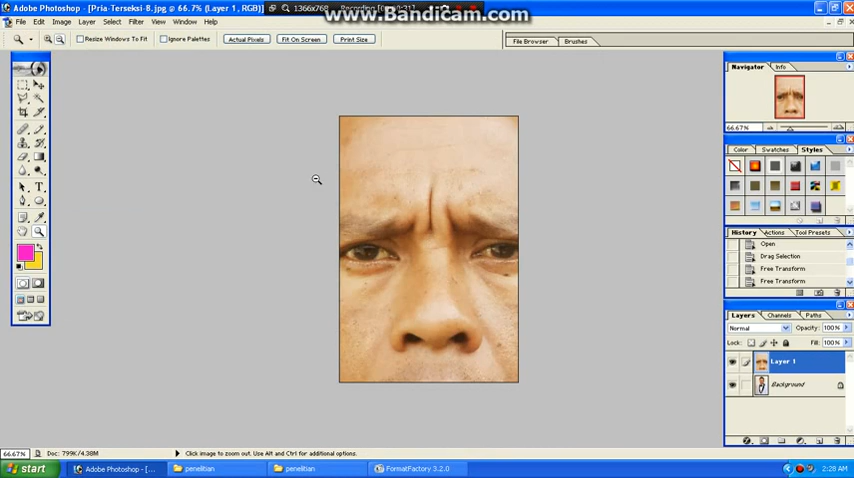 Adobe Photoshop - [Pria-Terseksi-8.jpg @ 66.7% (Layer 1, RGB)]
1366x768
Recording
www.Bandicam.com
File Edit Image Layer Select Filter View Window Help
Resize Windows To Fit Ignore Palettes Actual Pixels Fit On Screen Print Size File Browser Brushes
Navigator Info
66.67%
Color Swatches Styles
History Actions Tool Presets
Open
Drag Selection
Free Transform
Free Transform
Layers Channels Paths
Normal Opacity: 100%
Lock: Fill: 100%
Layer 1
Background
66.67% Doc: 799K/4.38M Click image to zoom out. Use Alt and Ctrl for additional options.
start Adobe Photoshop - [... penelitian penelitian FormatFactory 3.2.0 2:28 AM